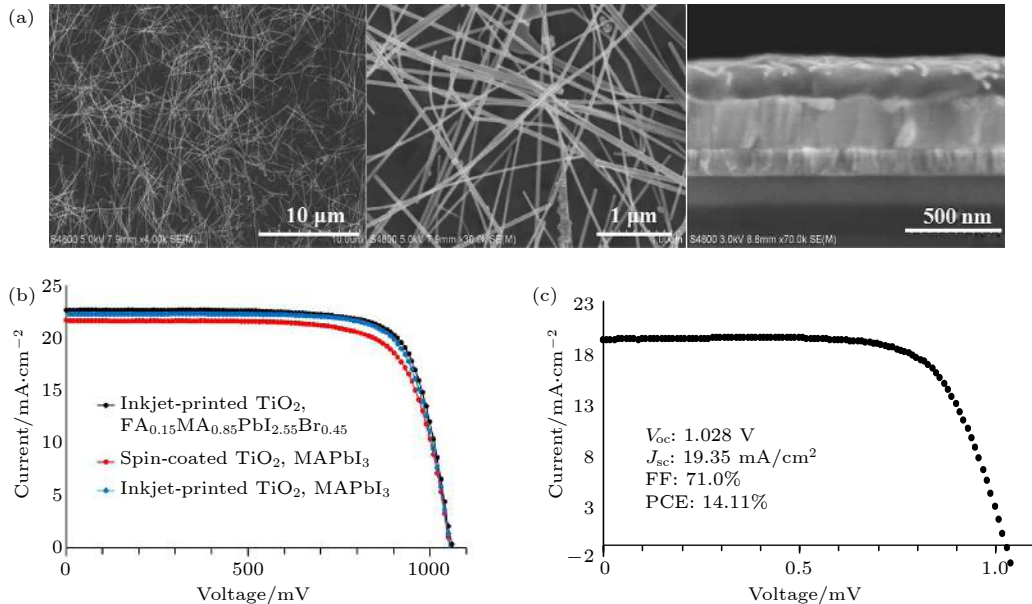 (a)
10 μm
S4800 5.0kV 7.9mm x4.00k SE(M)
10.0um
1 μm
S4800 5.0kV 7.9mm x30.0k SE(M)
500 nm
S4800 3.0kV 8.8mm x70.0k SE(M)
(b)
25
20
15
10
5
0
Current/mA·cm−2
Inkjet-printed TiO2,
FA0.15MA0.85PbI2.55Br0.45
Spin-coated TiO2, MAPbI3
Inkjet-printed TiO2, MAPbI3
0
500
1000
Voltage/mV
(c)
23
18
13
8
3
−2
Current/mA·cm−2
Voc: 1.028 V
Jsc: 19.35 mA/cm2
FF: 71.0%
PCE: 14.11%
0
0.5
1.0
Voltage/mV